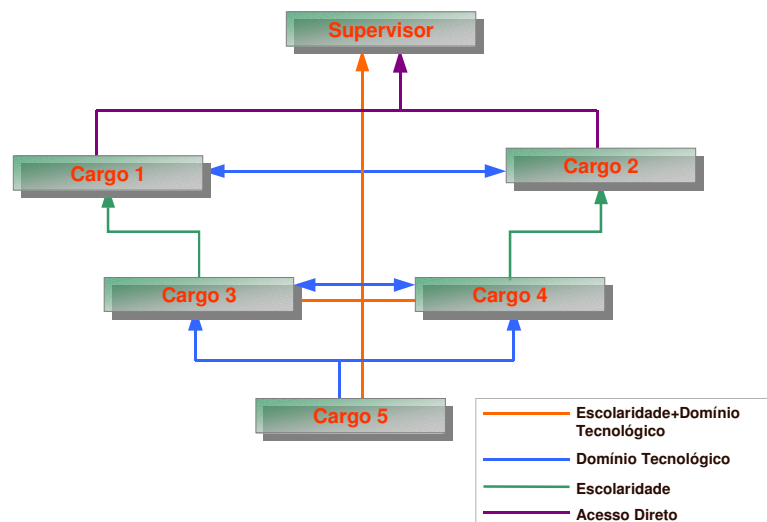 Supervisor
Cargo 1
Cargo 2
Cargo 3
Cargo 4
Cargo 5
Escolaridade+Domínio
Tecnológico
Domínio Tecnológico
Escolaridade
Acesso Direto